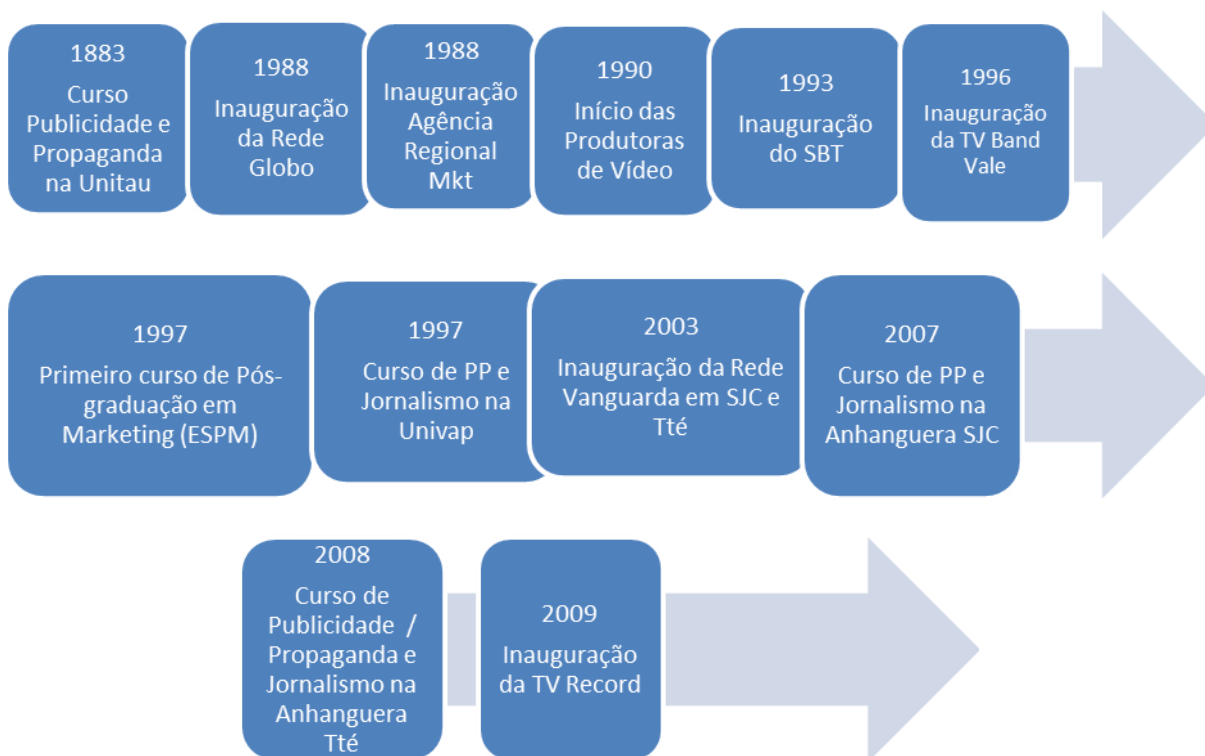 1883
Curso
Publicidade e
Propaganda
na Unitau
1988
Inauguração
da Rede
Globo
1988
Inauguração
Agência
Regional
Mkt
1990
Início das
Produtoras
de Vídeo
1993
Inauguração
do SBT
1996
Inauguração
da TV Band
Vale
1997
Primeiro curso de Pós-
graduação em
Marketing (ESPM)
1997
Curso de PP e
Jornalismo na
Univap
2003
Inauguração da Rede
Vanguarda em SJC e
Tté
2007
Curso de PP e
Jornalismo na
Anhanguera SJC
2008
Curso de
Publicidade /
Propaganda e
Jornalismo na
Anhanguera
Tté
2009
Inauguração
da TV Record